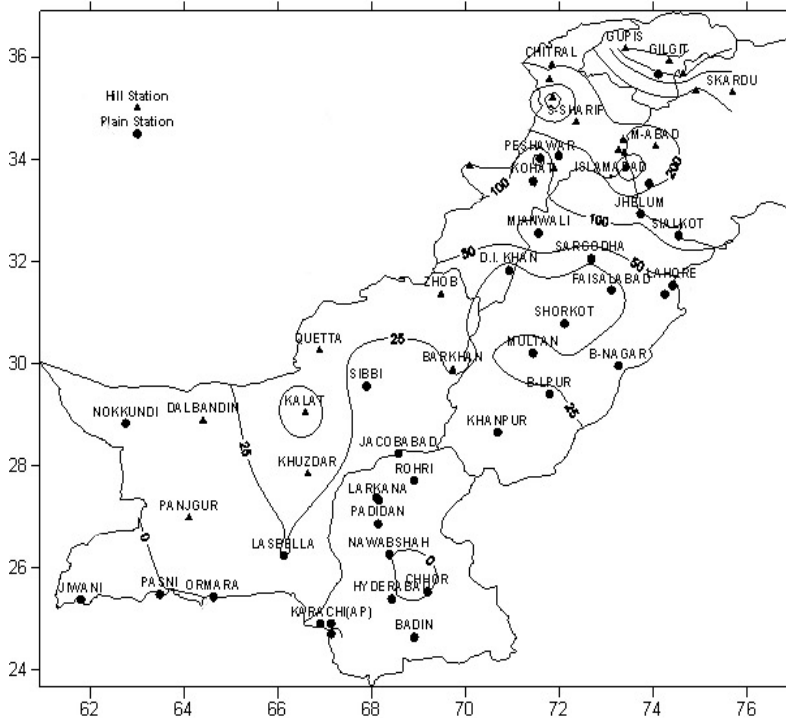 36
GUPIS
CHITRAL
GILGIT
SKARDU
Hill Station
S-SHARIF
Plain Station
M-ABAD
34
PESHAWAR
KOHAT
ISLAMABAD
200
100
JHELUM
100
MIANWALI
SIALKOT
50
SARGODHA
32
D.I. KHAN
50
ZHOB
FAISALABAD
LAHORE
SHORKOT
QUETTA
25
MULTAN
30
BARKHAN
B-NAGAR
SIBBI
B-LPUR
NOKKUNDI
DALBANDIN
KALAT
25
KHANPUR
28
25
JACOBABAD
KHUZDAR
ROHRI
LARKANA
PANJGUR
PADIDAN
0
LASBELLA
NAWABSHAH
26
0
JIWANI
PASNI
ORMARA
HYDERABAD
CHHOR
KARACHI(AP)
BADIN
24
62
64
66
68
70
72
74
76